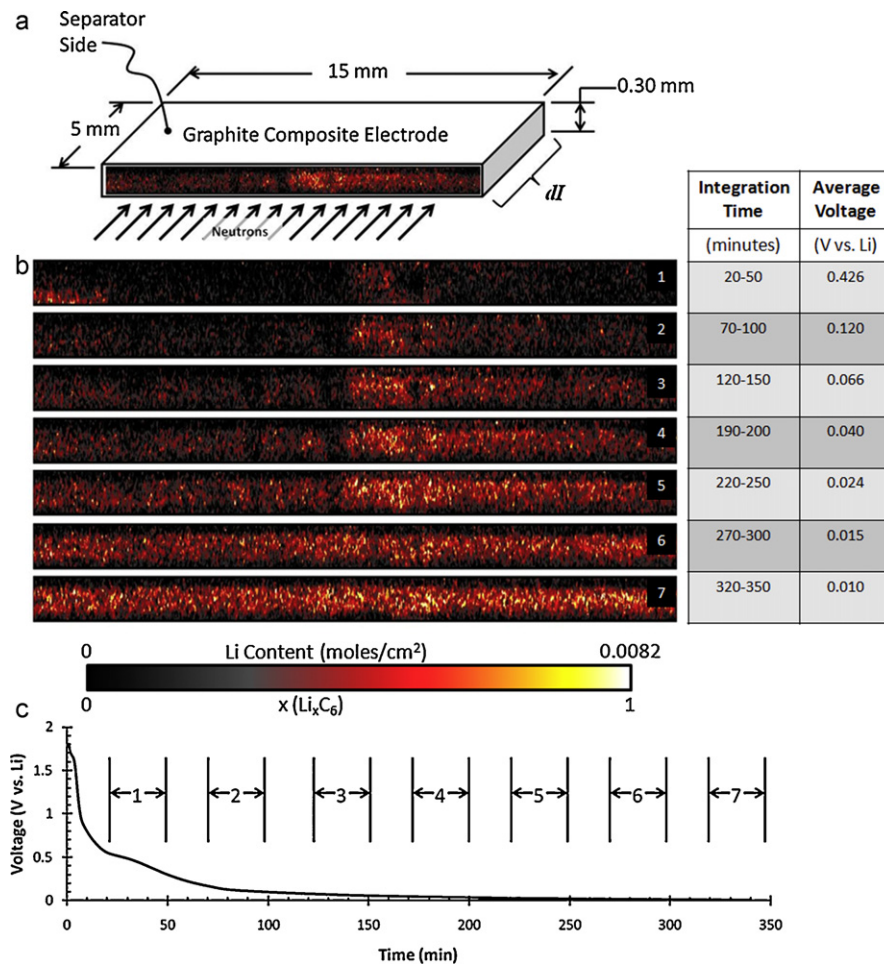 a
Separator
Side
15 mm
0.30 mm
5 mm
Graphite Composite Electrode
dI
Neutrons
Integration Time
Average Voltage
(minutes)
(V vs. Li)
20-50
0.426
70-100
0.120
120-150
0.066
190-200
0.040
220-250
0.024
270-300
0.015
320-350
0.010
b
1
2
3
4
5
6
7
0
Li Content (moles/cm²)
0.0082
0
x (LiₓC₆)
1
c
Voltage (V vs. Li)
2
1.5
1
0.5
0
1
2
3
4
5
6
7
0
50
100
150
200
250
300
350
Time (min)